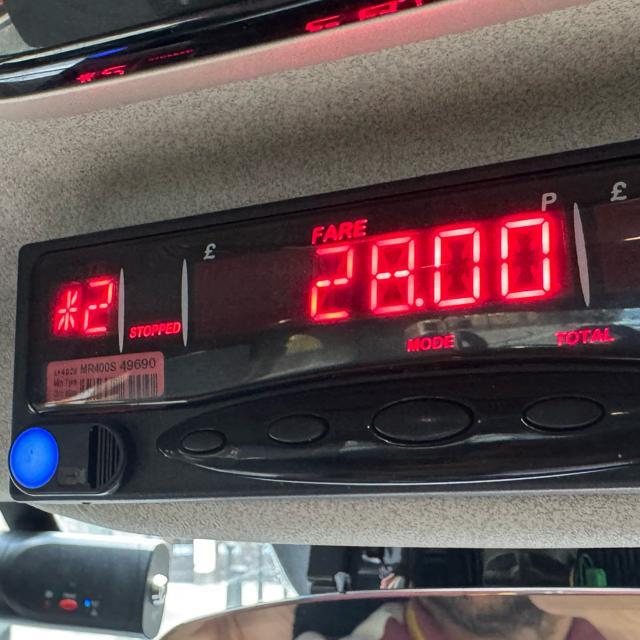 £ P £
FARE
*2 28.00
STOPPED
MODE TOTAL
MR400S 49690